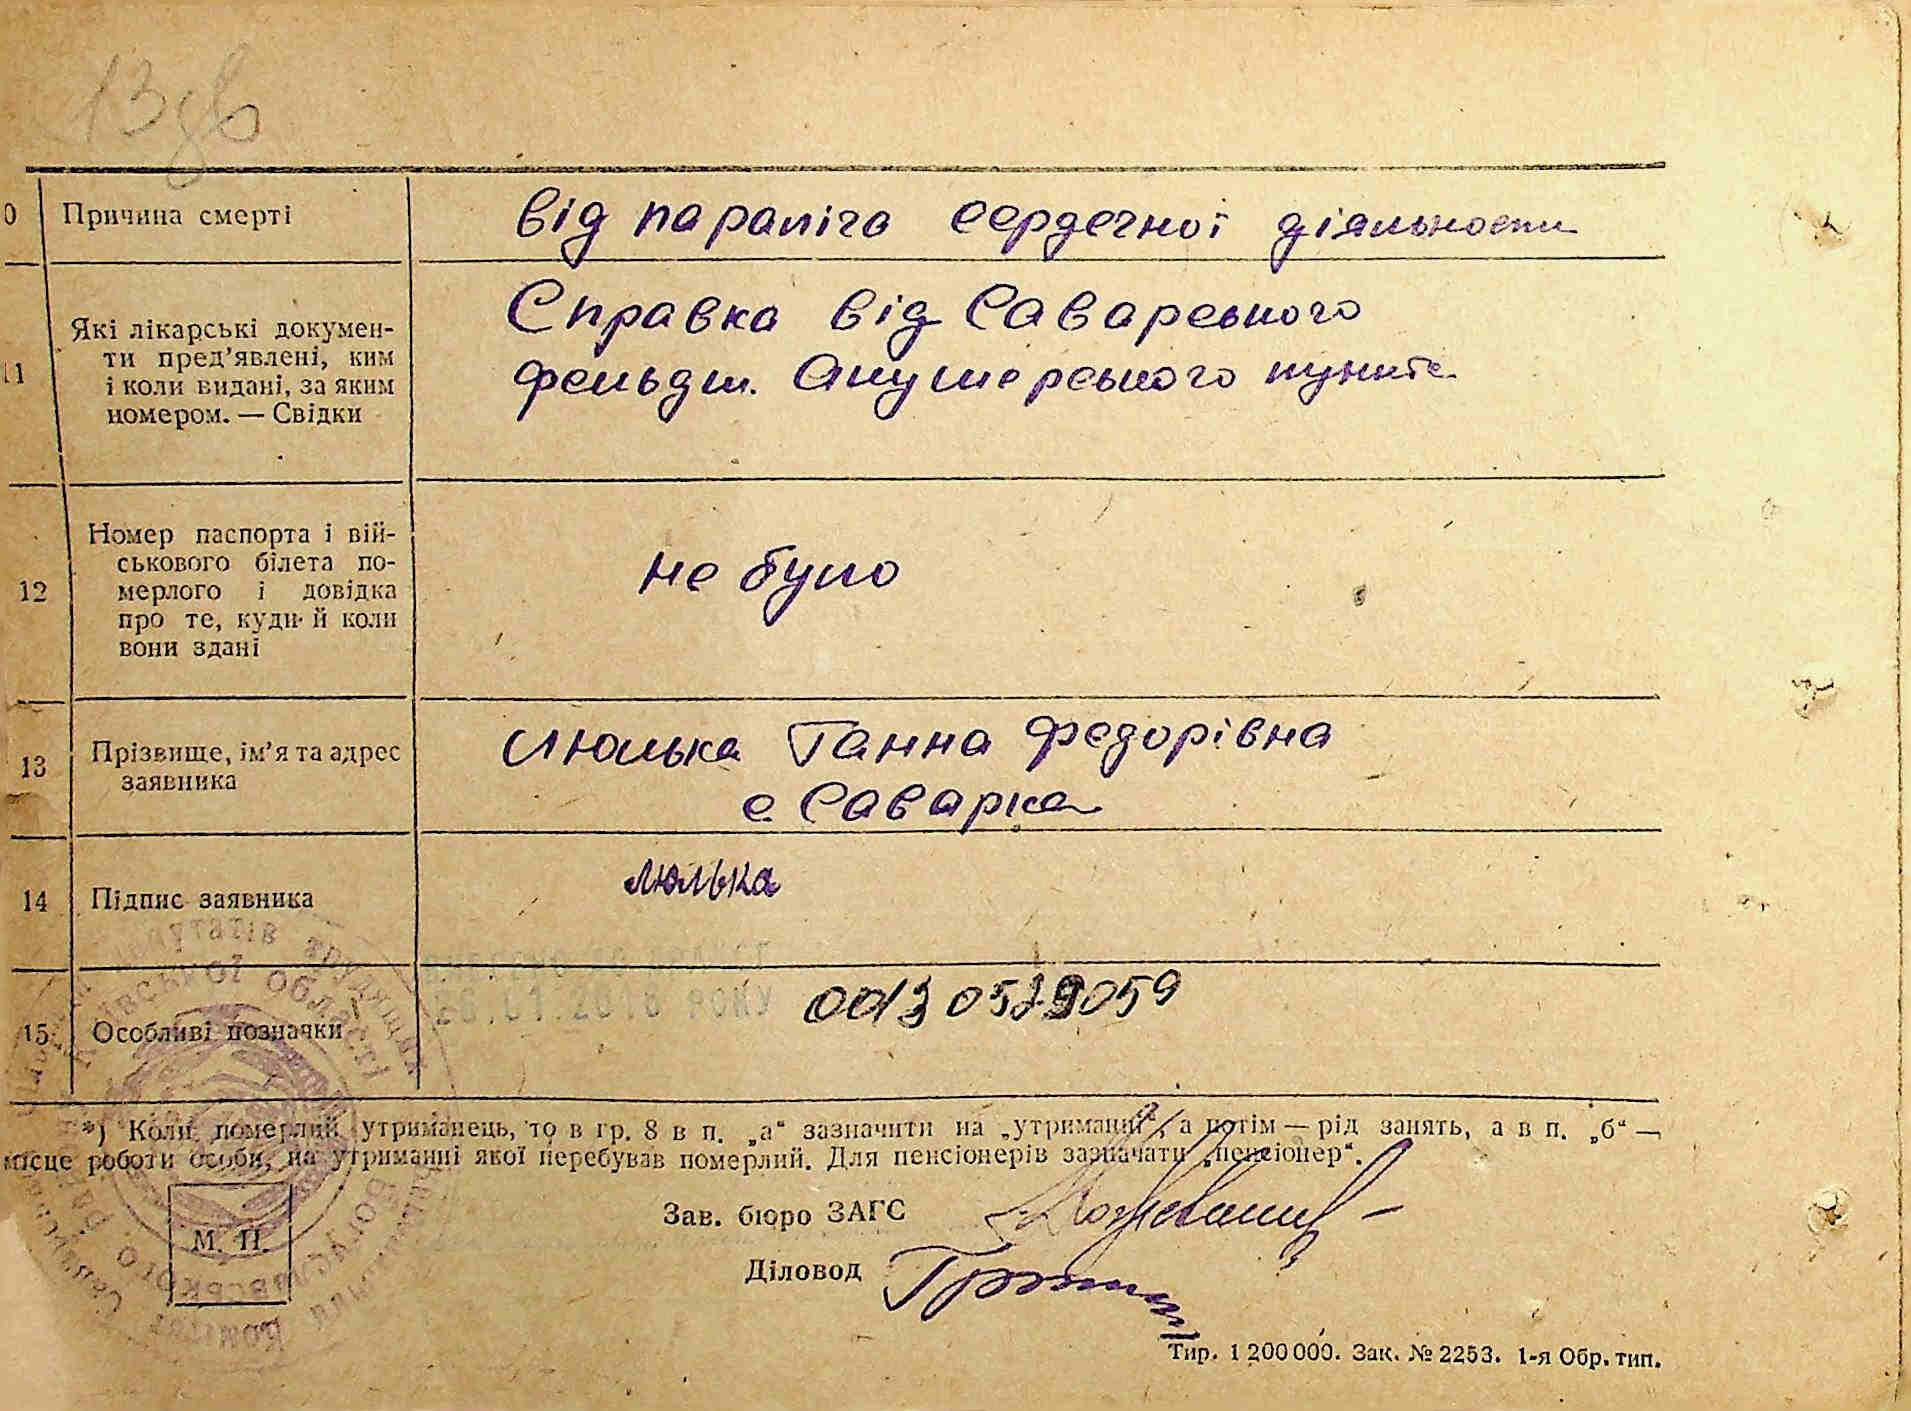 Причина смерті
від параліча сердечної діяльности
11
Які лікарські докумен-
ти пред'явлені, ким
і коли видані, за яким
номером. — Свідки
Справка від Саварського
фельдш. Акушерського пункта
12
Номер паспорта і вій-
ськового білета по-
мерлого і довідка
про те, куди й коли
вони здані
не було
13
Прізвище, ім'я та адрес
заявника
Люлька Ганна Федорівна
с. Саварка
14
Підпис заявника
Люлька
15
Особливі позначки
.01.2016 РОКУ
*) Коли померлий утриманець, то в гр. 8 в п. „а“ зазначити на „утриманні“, а потім — рід занять, а в п. „б“ —
місце роботи особи, на утриманні якої перебував померлий. Для пенсіонерів зазначати „пенсіонер“.
Зав. бюро ЗАГС
М. П.
Діловод
Тир. 1 200 000. Зак. № 2253. 1-я Обр. тип.